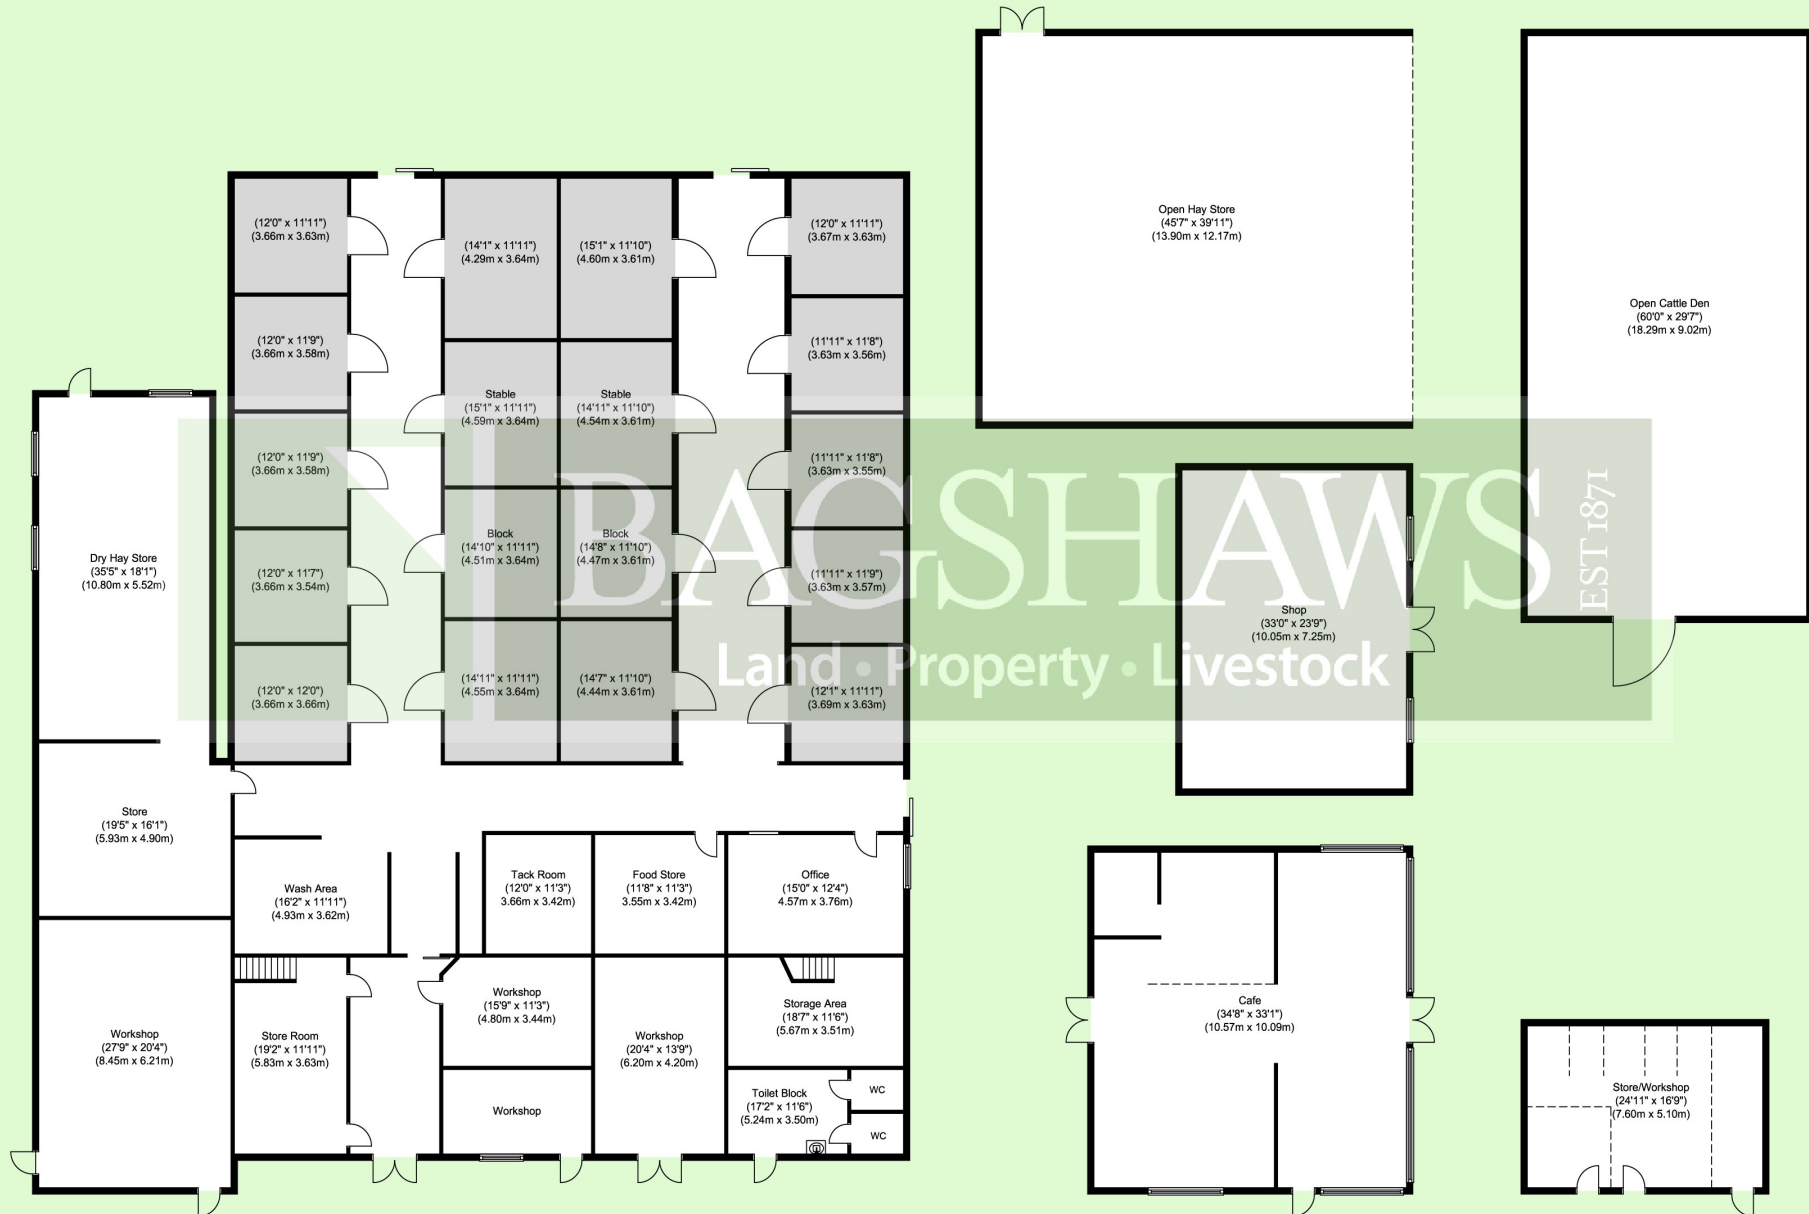 (12'0" x 11'11")
(3.66m x 3.63m)
(12'0" x 11'9")
(3.66m x 3.58m)
(12'0" x 11'9")
(3.66m x 3.58m)
(12'0" x 11'7")
(3.66m x 3.54m)
(12'0" x 12'0")
(3.66m x 3.66m)
(14'1" x 11'11")
(4.29m x 3.64m)
Stable
(15'1" x 11'11")
(4.59m x 3.64m)
Block
(14'10" x 11'11")
(4.51m x 3.64m)
(14'11" x 11'11")
(4.55m x 3.64m)
(15'1" x 11'10")
(4.60m x 3.61m)
Stable
(14'11" x 11'10")
(4.54m x 3.61m)
Block
(14'8" x 11'10")
(4.47m x 3.61m)
(14'7" x 11'10")
(4.44m x 3.61m)
(12'0" x 11'11")
(3.67m x 3.63m)
(11'11" x 11'8")
(3.63m x 3.56m)
(11'11" x 11'8")
(3.63m x 3.55m)
(11'11" x 11'9")
(3.63m x 3.57m)
(12'1" x 11'11")
(3.69m x 3.63m)
Dry Hay Store
(35'5" x 18'1")
(10.80m x 5.52m)
Store
(19'5" x 16'1")
(5.93m x 4.90m)
Workshop
(27'9" x 20'4")
(8.45m x 6.21m)
Wash Area
(16'2" x 11'11")
(4.93m x 3.62m)
Store Room
(19'2" x 11'11")
(5.83m x 3.63m)
Tack Room
(12'0" x 11'3")
3.66m x 3.42m)
Food Store
(11'8" x 11'3")
3.55m x 3.42m)
Office
(15'0" x 12'4")
4.57m x 3.76m)
Workshop
(15'9" x 11'3")
(4.80m x 3.44m)
Workshop
Workshop
(20'4" x 13'9")
(6.20m x 4.20m)
Storage Area
(18'7" x 11'6")
(5.67m x 3.51m)
Toilet Block
(17'2" x 11'6")
(5.24m x 3.50m)
WC
WC
Open Hay Store
(45'7" x 39'11")
(13.90m x 12.17m)
Open Cattle Den
(60'0" x 29'7")
(18.29m x 9.02m)
Shop
(33'0" x 23'9")
(10.05m x 7.25m)
Cafe
(34'8" x 33'1")
(10.57m x 10.09m)
Store/Workshop
(24'11" x 16'9")
(7.60m x 5.10m)
BAGSHAWS
EST 1871
Land • Property • Livestock